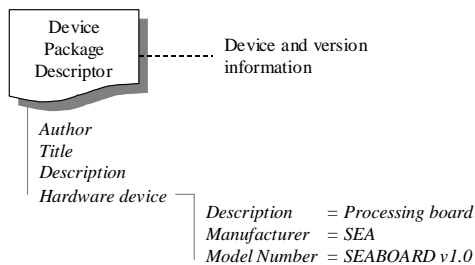 Device
Package
Descriptor
Device and version
information
Author
Title
Description
Hardware device
Description = Processing board
Manufacturer = SEA
Model Number = SEABOARD v1.0